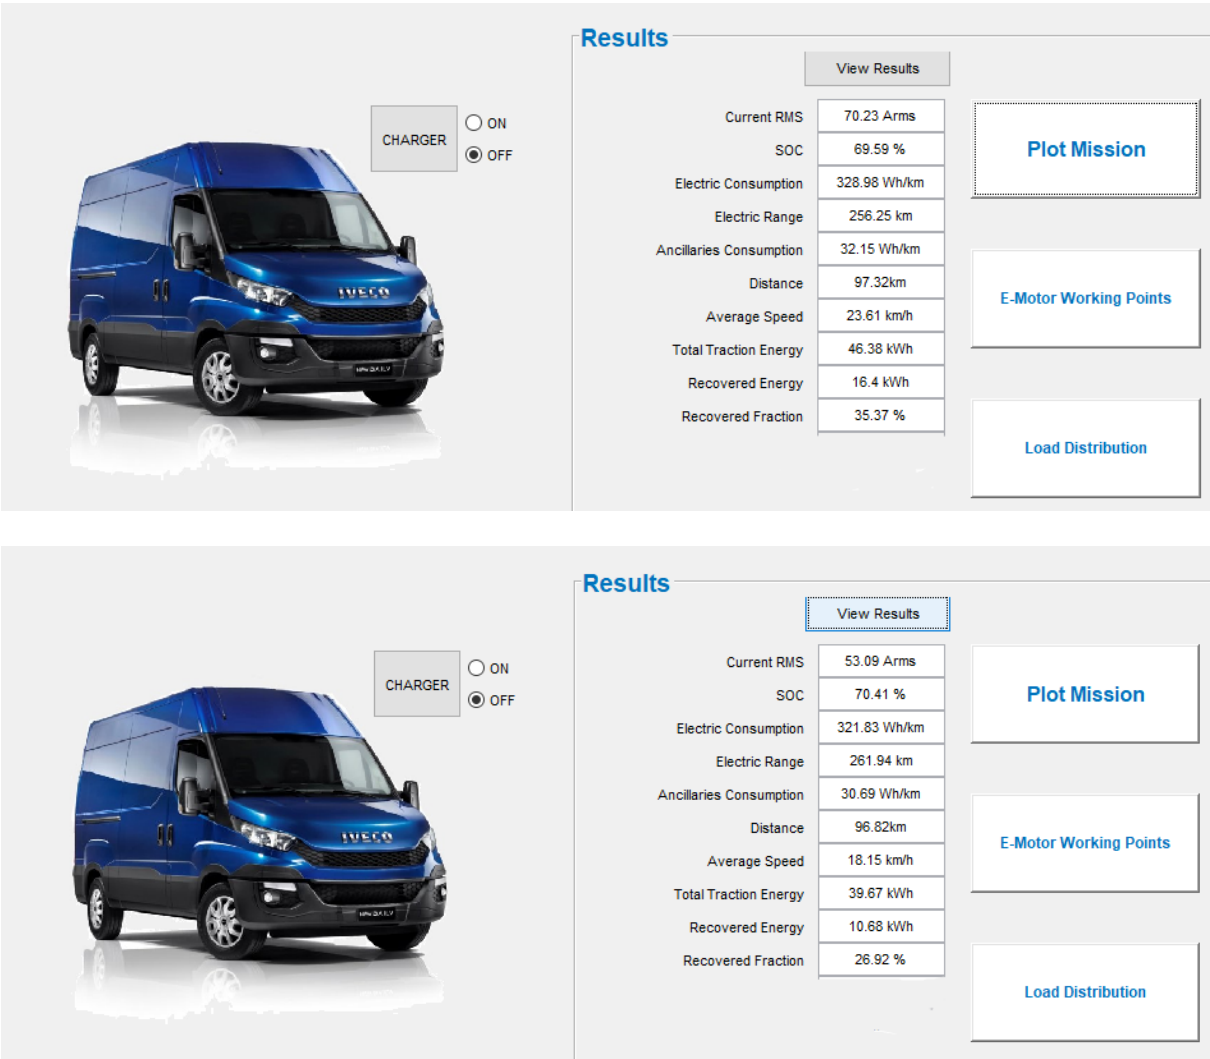 Results
View Results
CHARGER
ON
OFF
Current RMS 70.23 Arms
SOC 69.59 %
Electric Consumption 328.98 Wh/km
Electric Range 256.25 km
Ancillaries Consumption 32.15 Wh/km
Distance 97.32km
Average Speed 23.61 km/h
Total Traction Energy 46.38 kWh
Recovered Energy 16.4 kWh
Recovered Fraction 35.37 %
Plot Mission
E-Motor Working Points
Load Distribution
IVECO
NEW DAILY
Results
View Results
CHARGER
ON
OFF
Current RMS 53.09 Arms
SOC 70.41 %
Electric Consumption 321.83 Wh/km
Electric Range 261.94 km
Ancillaries Consumption 30.69 Wh/km
Distance 96.82km
Average Speed 18.15 km/h
Total Traction Energy 39.67 kWh
Recovered Energy 10.68 kWh
Recovered Fraction 26.92 %
Plot Mission
E-Motor Working Points
Load Distribution
IVECO
NEW DAILY